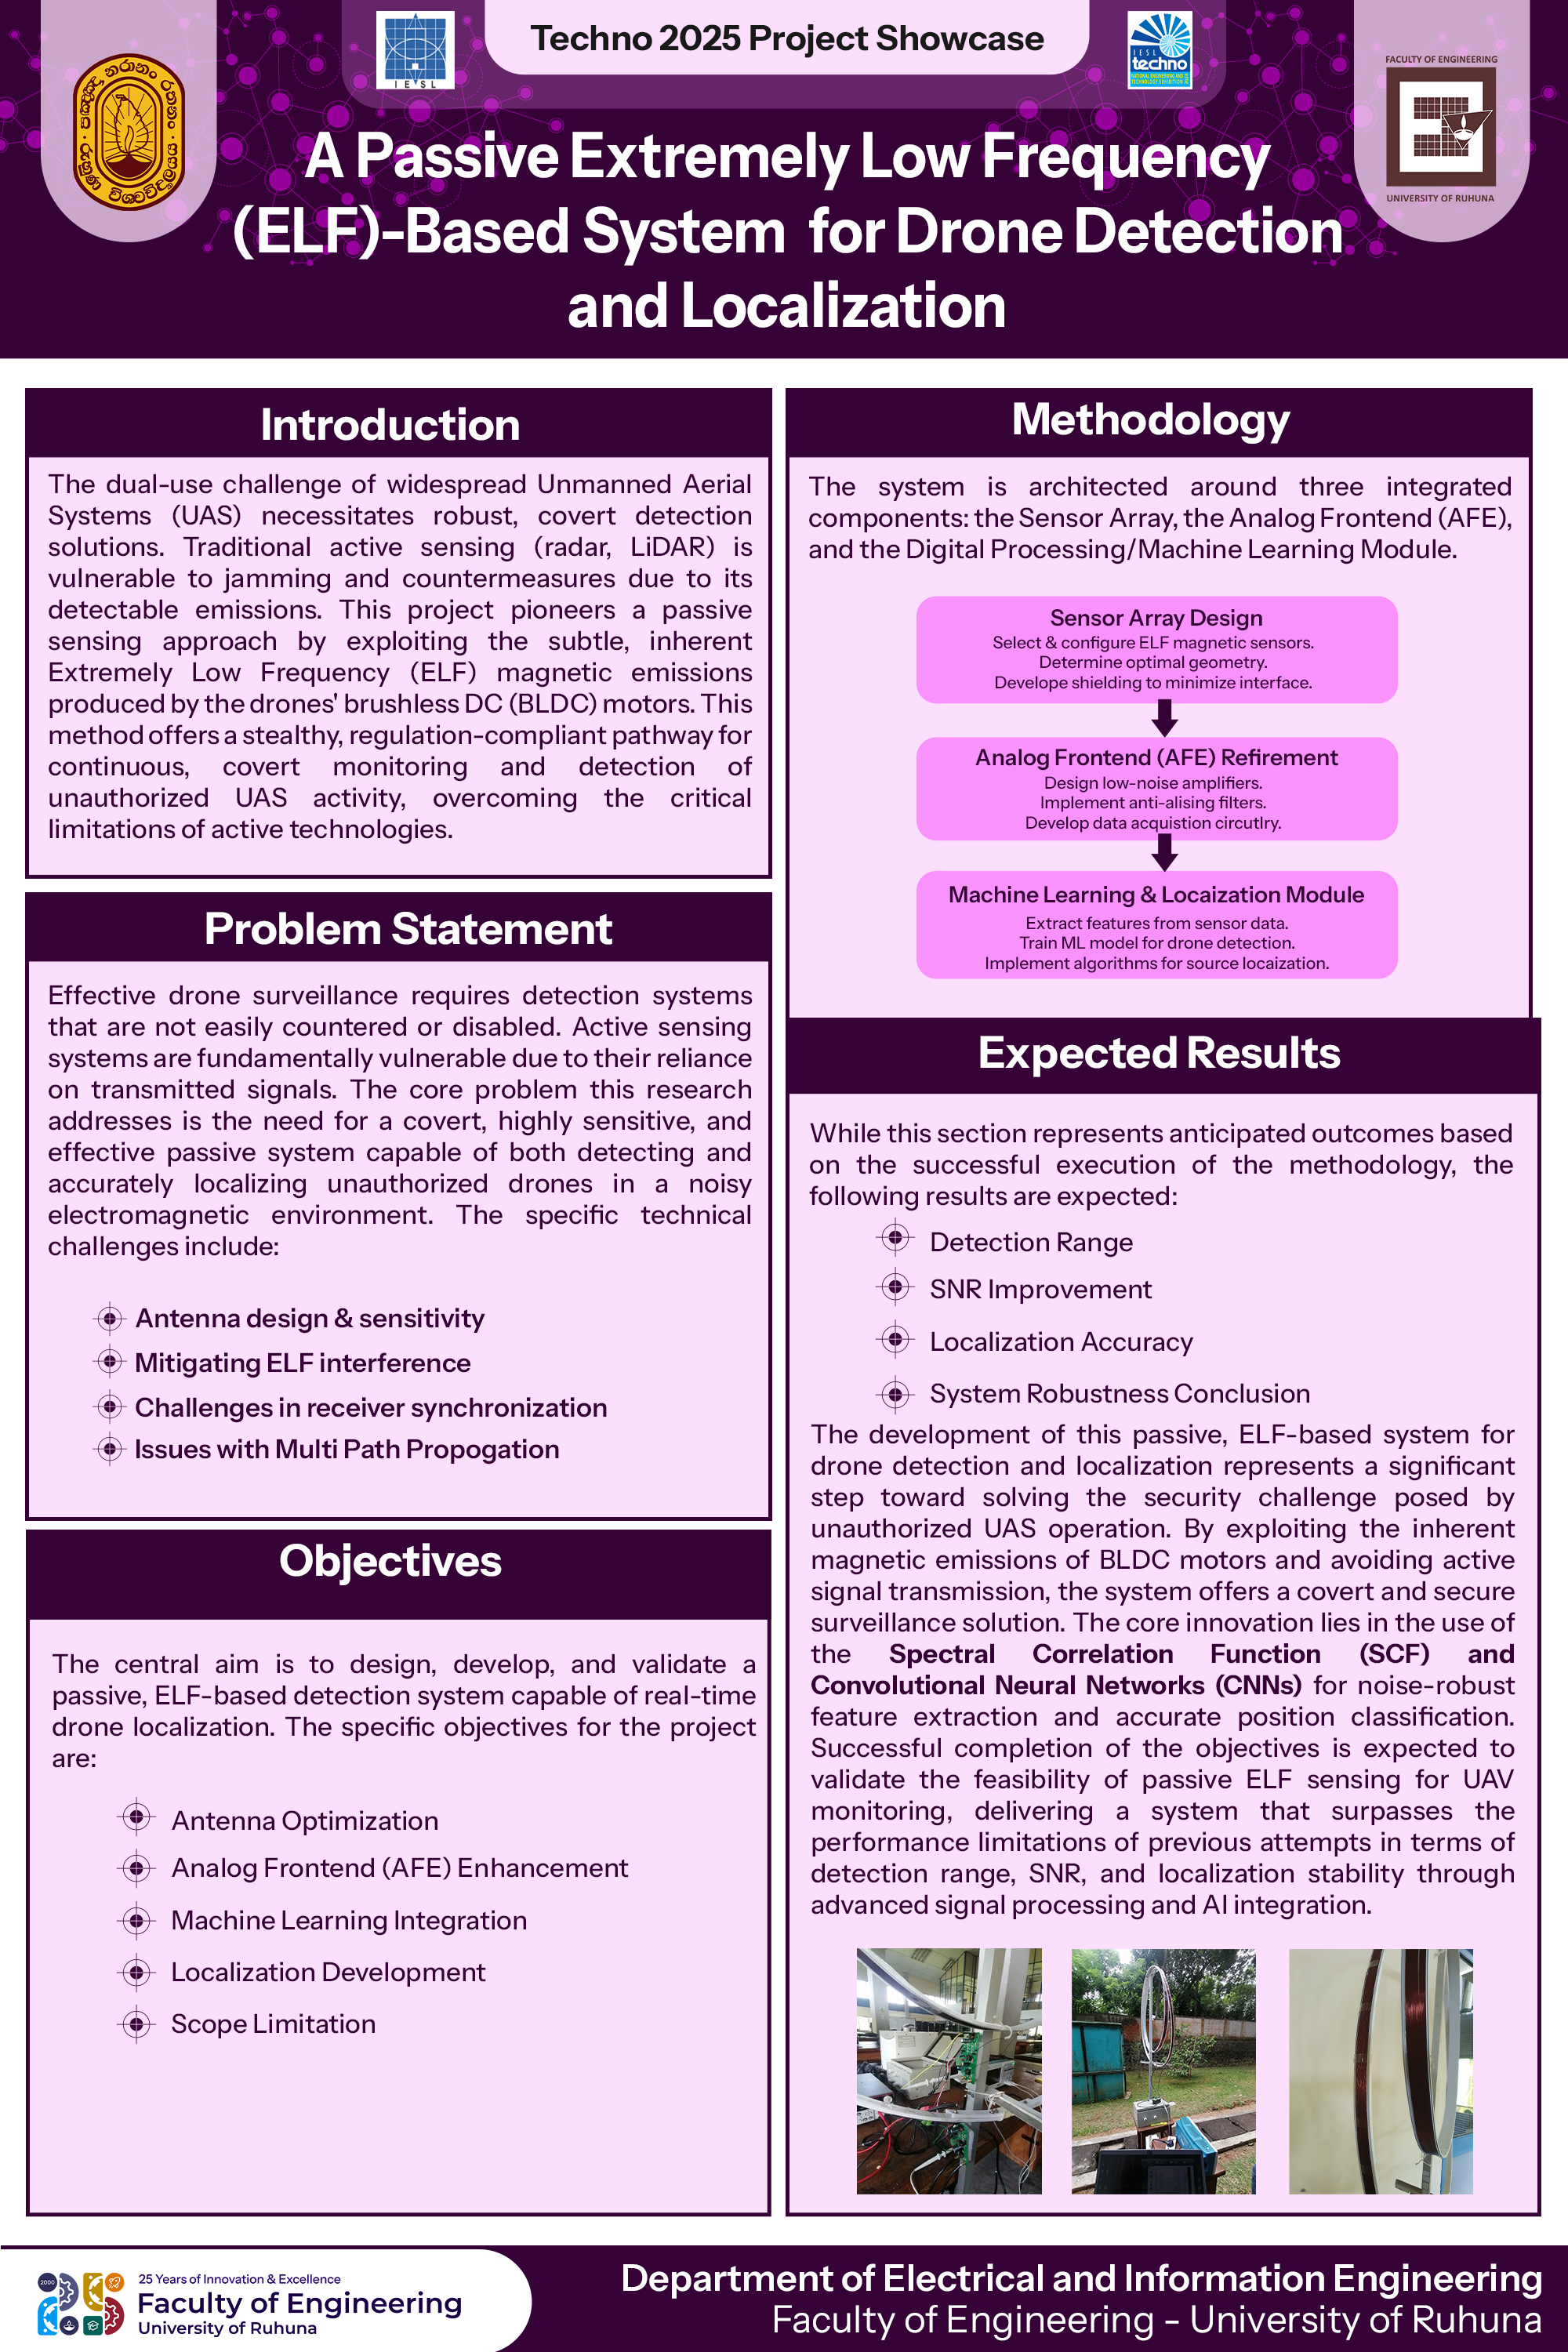 Techno 2025 Project Showcase
IESL
IESL
techno
NATIONAL ENGINEERING AND
TECHNOLOGY EXHIBITION
FACULTY OF ENGINEERING
UNIVERSITY OF RUHUNA
A Passive Extremely Low Frequency
(ELF)-Based System for Drone Detection
and Localization
Introduction
The dual-use challenge of widespread Unmanned Aerial
Systems (UAS) necessitates robust, covert detection
solutions. Traditional active sensing (radar, LiDAR) is
vulnerable to jamming and countermeasures due to its
detectable emissions. This project pioneers a passive
sensing approach by exploiting the subtle, inherent
Extremely Low Frequency (ELF) magnetic emissions
produced by the drones' brushless DC (BLDC) motors. This
method offers a stealthy, regulation-compliant pathway for
continuous, covert monitoring and detection of
unauthorized UAS activity, overcoming the critical
limitations of active technologies.
Problem Statement
Effective drone surveillance requires detection systems
that are not easily countered or disabled. Active sensing
systems are fundamentally vulnerable due to their reliance
on transmitted signals. The core problem this research
addresses is the need for a covert, highly sensitive, and
effective passive system capable of both detecting and
accurately localizing unauthorized drones in a noisy
electromagnetic environment. The specific technical
challenges include:
Antenna design & sensitivity
Mitigating ELF interference
Challenges in receiver synchronization
Issues with Multi Path Propogation
Objectives
The central aim is to design, develop, and validate a
passive, ELF-based detection system capable of real-time
drone localization. The specific objectives for the project
are:
Antenna Optimization
Analog Frontend (AFE) Enhancement
Machine Learning Integration
Localization Development
Scope Limitation
Methodology
The system is architected around three integrated
components: the Sensor Array, the Analog Frontend (AFE),
and the Digital Processing/Machine Learning Module.
Sensor Array Design
Select & configure ELF magnetic sensors.
Determine optimal geometry.
Develope shielding to minimize interface.
Analog Frontend (AFE) Refirement
Design low-noise amplifiers.
Implement anti-alising filters.
Develop data acquistion circutlry.
Machine Learning & Locaization Module
Extract features from sensor data.
Train ML model for drone detection.
Implement algorithms for source locaization.
Expected Results
While this section represents anticipated outcomes based
on the successful execution of the methodology, the
following results are expected:
Detection Range
SNR Improvement
Localization Accuracy
System Robustness Conclusion
The development of this passive, ELF-based system for
drone detection and localization represents a significant
step toward solving the security challenge posed by
unauthorized UAS operation. By exploiting the inherent
magnetic emissions of BLDC motors and avoiding active
signal transmission, the system offers a covert and secure
surveillance solution. The core innovation lies in the use of
the Spectral Correlation Function (SCF) and
Convolutional Neural Networks (CNNs) for noise-robust
feature extraction and accurate position classification.
Successful completion of the objectives is expected to
validate the feasibility of passive ELF sensing for UAV
monitoring, delivering a system that surpasses the
performance limitations of previous attempts in terms of
detection range, SNR, and localization stability through
advanced signal processing and AI integration.
2000
25 Years of Innovation & Excellence
Faculty of Engineering
University of Ruhuna
Department of Electrical and Information Engineering
Faculty of Engineering - University of Ruhuna